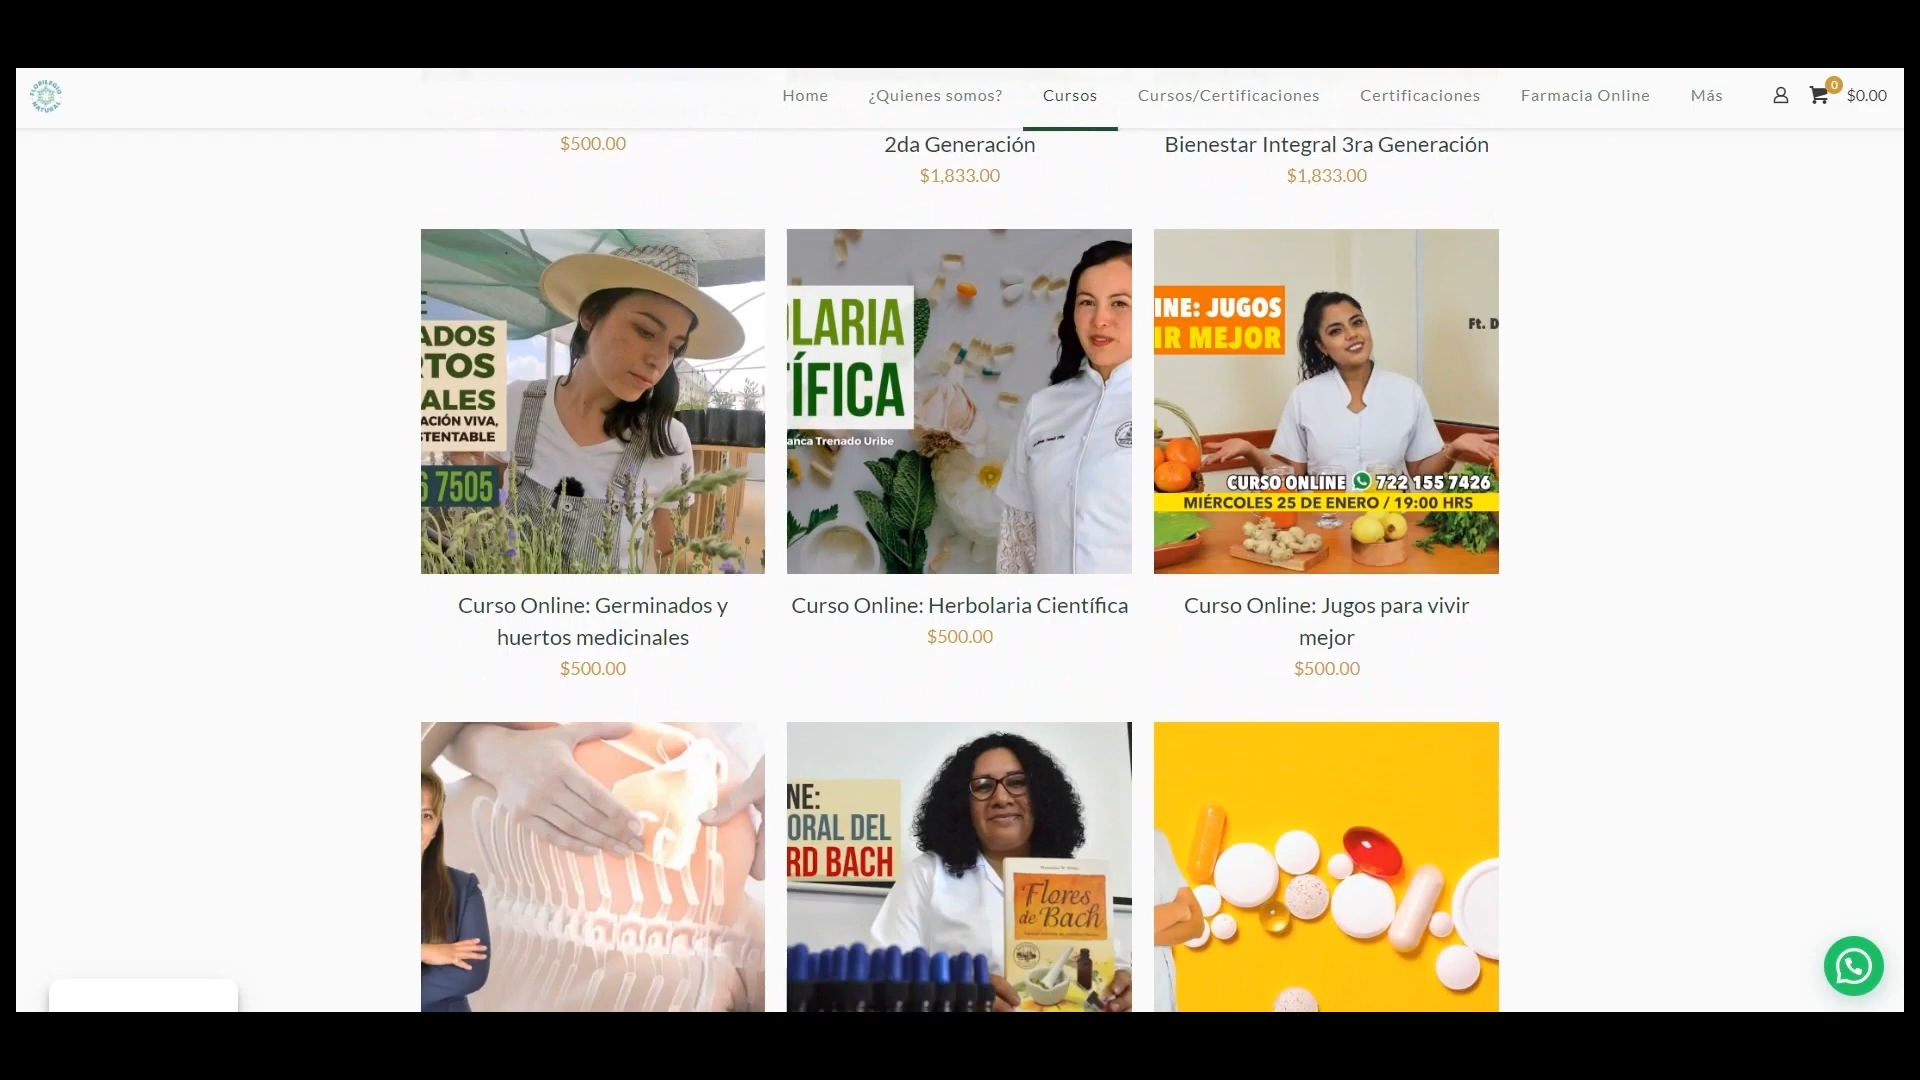 FLORILEGIO
NATURAL
Home
¿Quienes somos?
Cursos
Cursos/Certificaciones
Certificaciones
Farmacia Online
Más
0
$0.00
$500.00
2da Generación
$1,833.00
Bienestar Integral 3ra Generación
$1,833.00
ADOS
TOS
ALES
ACIÓN VIVA,
TENTABLE
6 7505
LARIA
ÍFICA
anca Trenado Uribe
INE: JUGOS
IR MEJOR
Ft. D
CURSO ONLINE 722 155 7426
MIÉRCOLES 25 DE ENERO / 19:00 HRS
Curso Online: Germinados y
huertos medicinales
$500.00
Curso Online: Herbolaria Científica
$500.00
Curso Online: Jugos para vivir
mejor
$500.00
NE:
ORAL DEL
RD BACH
Flores
de Bach